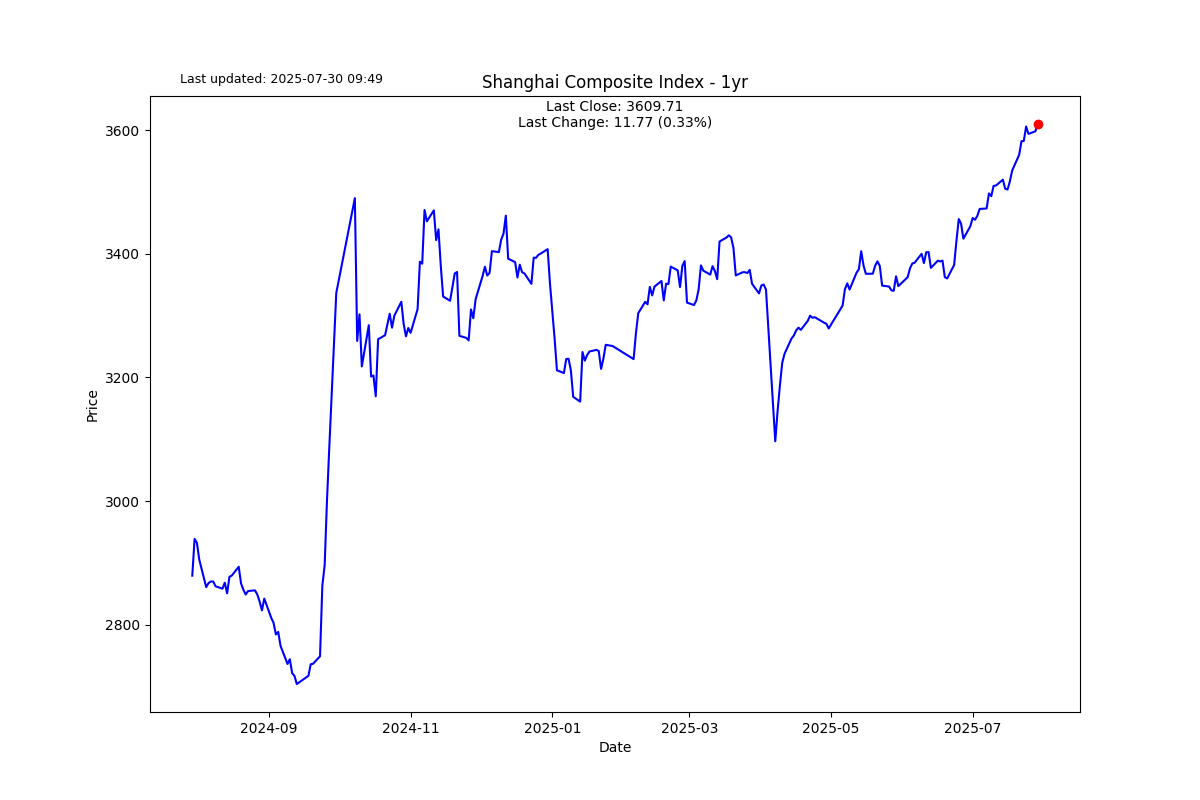 Last updated: 2025-07-30 09:49
Shanghai Composite Index - 1yr
Last Close: 3609.71
Last Change: 11.77 (0.33%)
3600
3400
3200
3000
2800
Price
2024-09
2024-11
2025-01
2025-03
2025-05
2025-07
Date